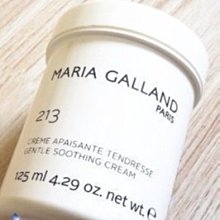 MARIA GALLAND
PARIS
213
CRÈME APAISANTE TENDRESSE
GENTLE SOOTHING CREAM
125 ml 4.29 oz. net wt. e